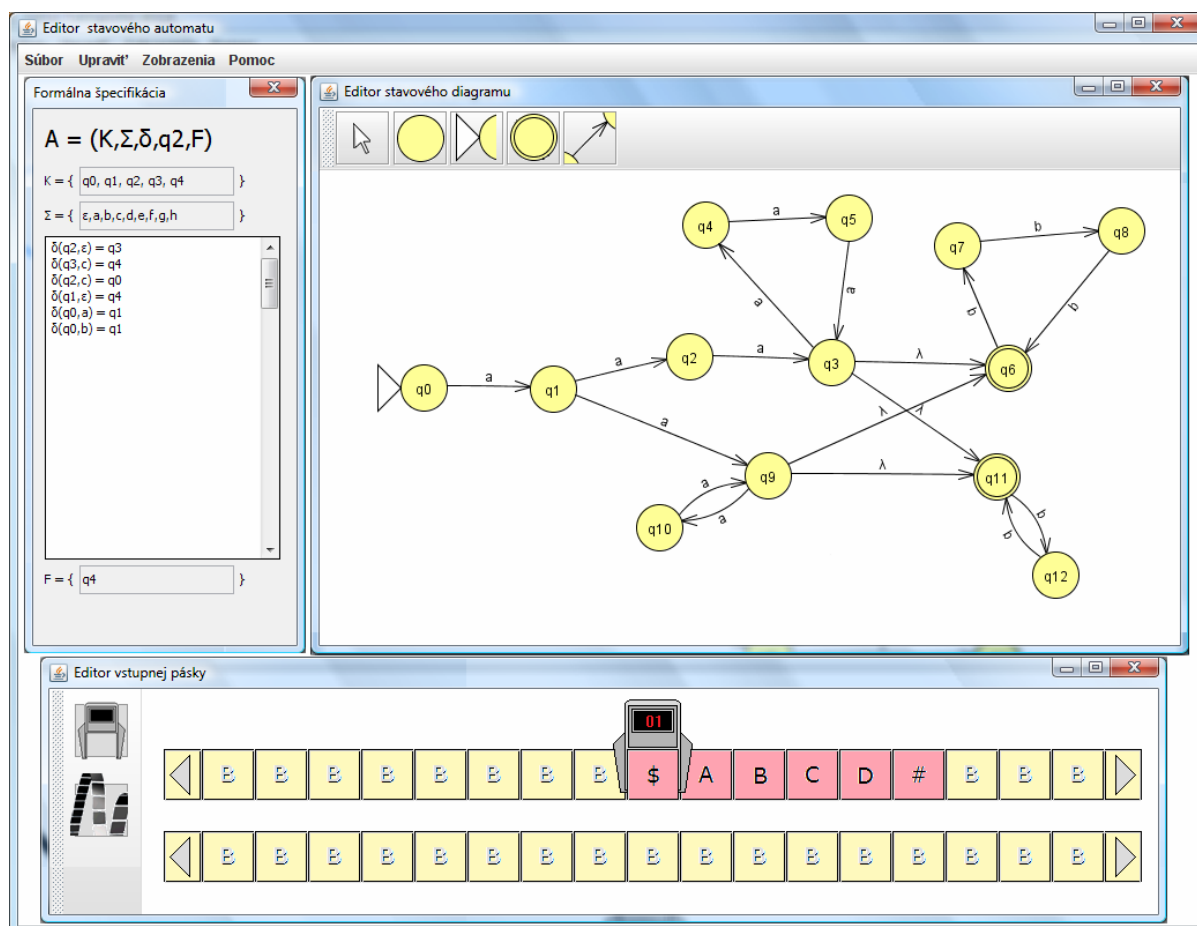 Editor stavového automatu
Súbor Upraviť Zobrazenia Pomoc
Formálna špecifikácia
A = (K,Σ,δ,q2,F)
K = { q0, q1, q2, q3, q4 }
Σ = { ε,a,b,c,d,e,f,g,h }
δ(q2,ε) = q3
δ(q3,c) = q4
δ(q2,c) = q0
δ(q1,ε) = q4
δ(q0,a) = q1
δ(q0,b) = q1
F = { q4 }
Editor stavového diagramu
q4 a q5
q7 b q8
a a b b
q2 a q3 λ q6
a
q0 a q1
a λ λ
q9 λ q11
a a
q10
b b
q12
Editor vstupnej pásky
01
B B B B B B B B $ A B C D # B B B
B B B B B B B B B B B B B B B B B